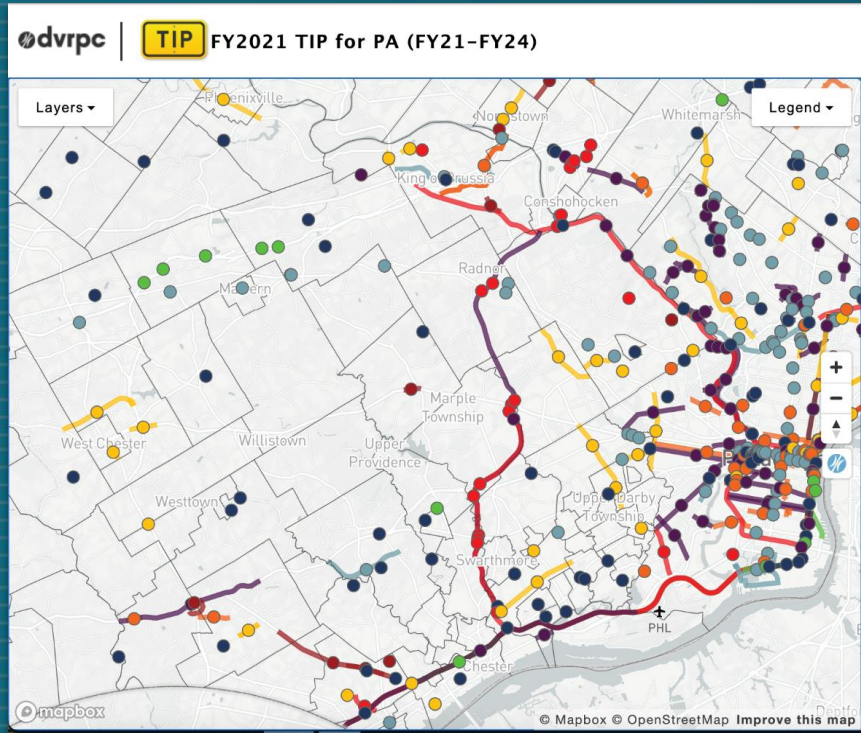 dvrpc TIP FY2021 TIP for PA (FY21-FY24)
Layers
Legend
Phoenixville
Norristown
Whitemarsh
King of Prussia
Conshohocken
Radnor
Malvern
Marple
Township
West Chester
Willistown
Upper
Providence
Westtown
Upper Darby
Township
Swarthmore
PHL
Chester
mapbox
© Mapbox © OpenStreetMap Improve this map